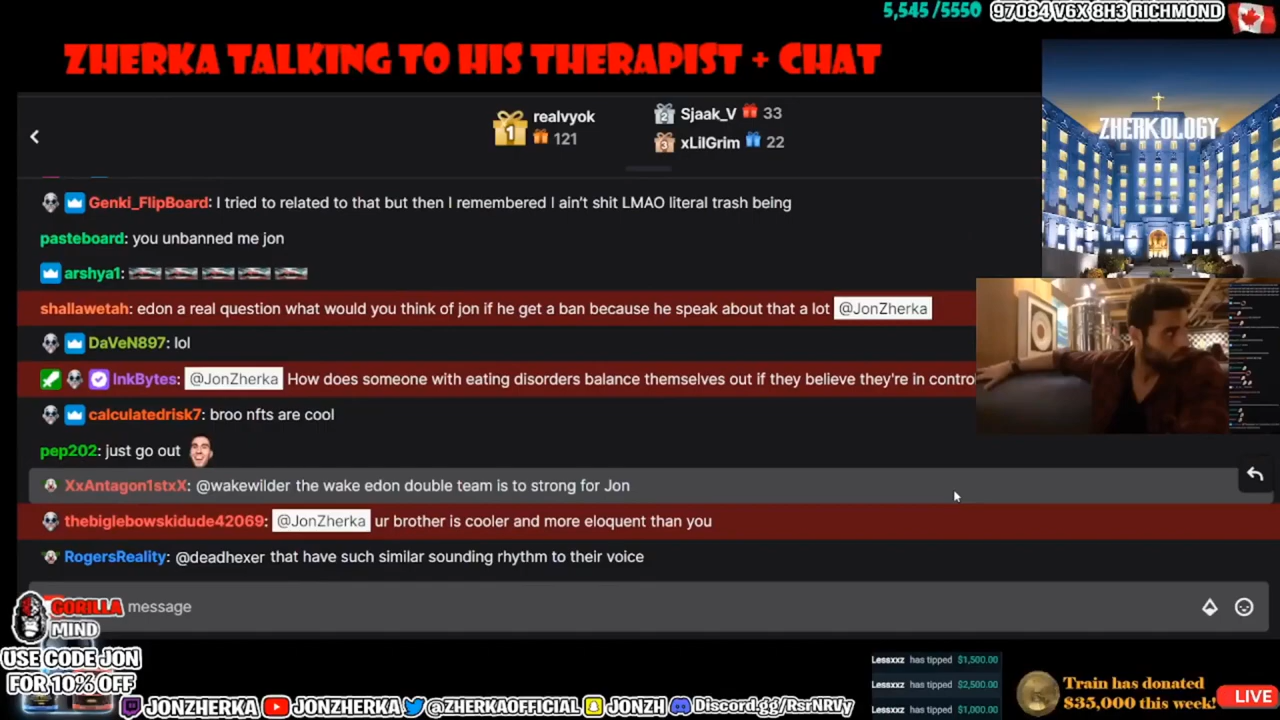 5,545 /5550
97084 V6X 8H3 RICHMOND
ZHERKA TALKING TO HIS THERAPIST + CHAT
1
realvyok
121
2
Sjaak_V 33
3
xLilGrim 22
ZHERKOLO6Y
Genki_FlipBoard: I tried to related to that but then I remembered I ain't shit LMAO literal trash being
pasteboard: you unbanned me jon
arshya1:
shallawetah: edon a real question what would you think of jon if he get a ban because he speak about that a lot @JonZherka
DaVeN897: lol
InkBytes: @JonZherka How does someone with eating disorders balance themselves out if they believe they're in contro
calculatedrisk7: broo nfts are cool
pep202: just go out
XxAntagon1stxX: @wakewilder the wake edon double team is to strong for Jon
thebiglebowskidude42069: @JonZherka ur brother is cooler and more eloquent than you
RogersReality: @deadhexer that have such similar sounding rhythm to their voice
message
GORILLA
MIND
USE CODE JON
FOR 10% OFF
Lessxxz has tipped $1,500.00
Lessxxz has tipped $2,500.00
Lessxxz has tipped $1,000.00
Train has donated
$35,000 this week!
LIVE
JONZHERKA JONZHERKA @ZHERKAOFFICIAL JONZH Discord.gg/RsrNRVy